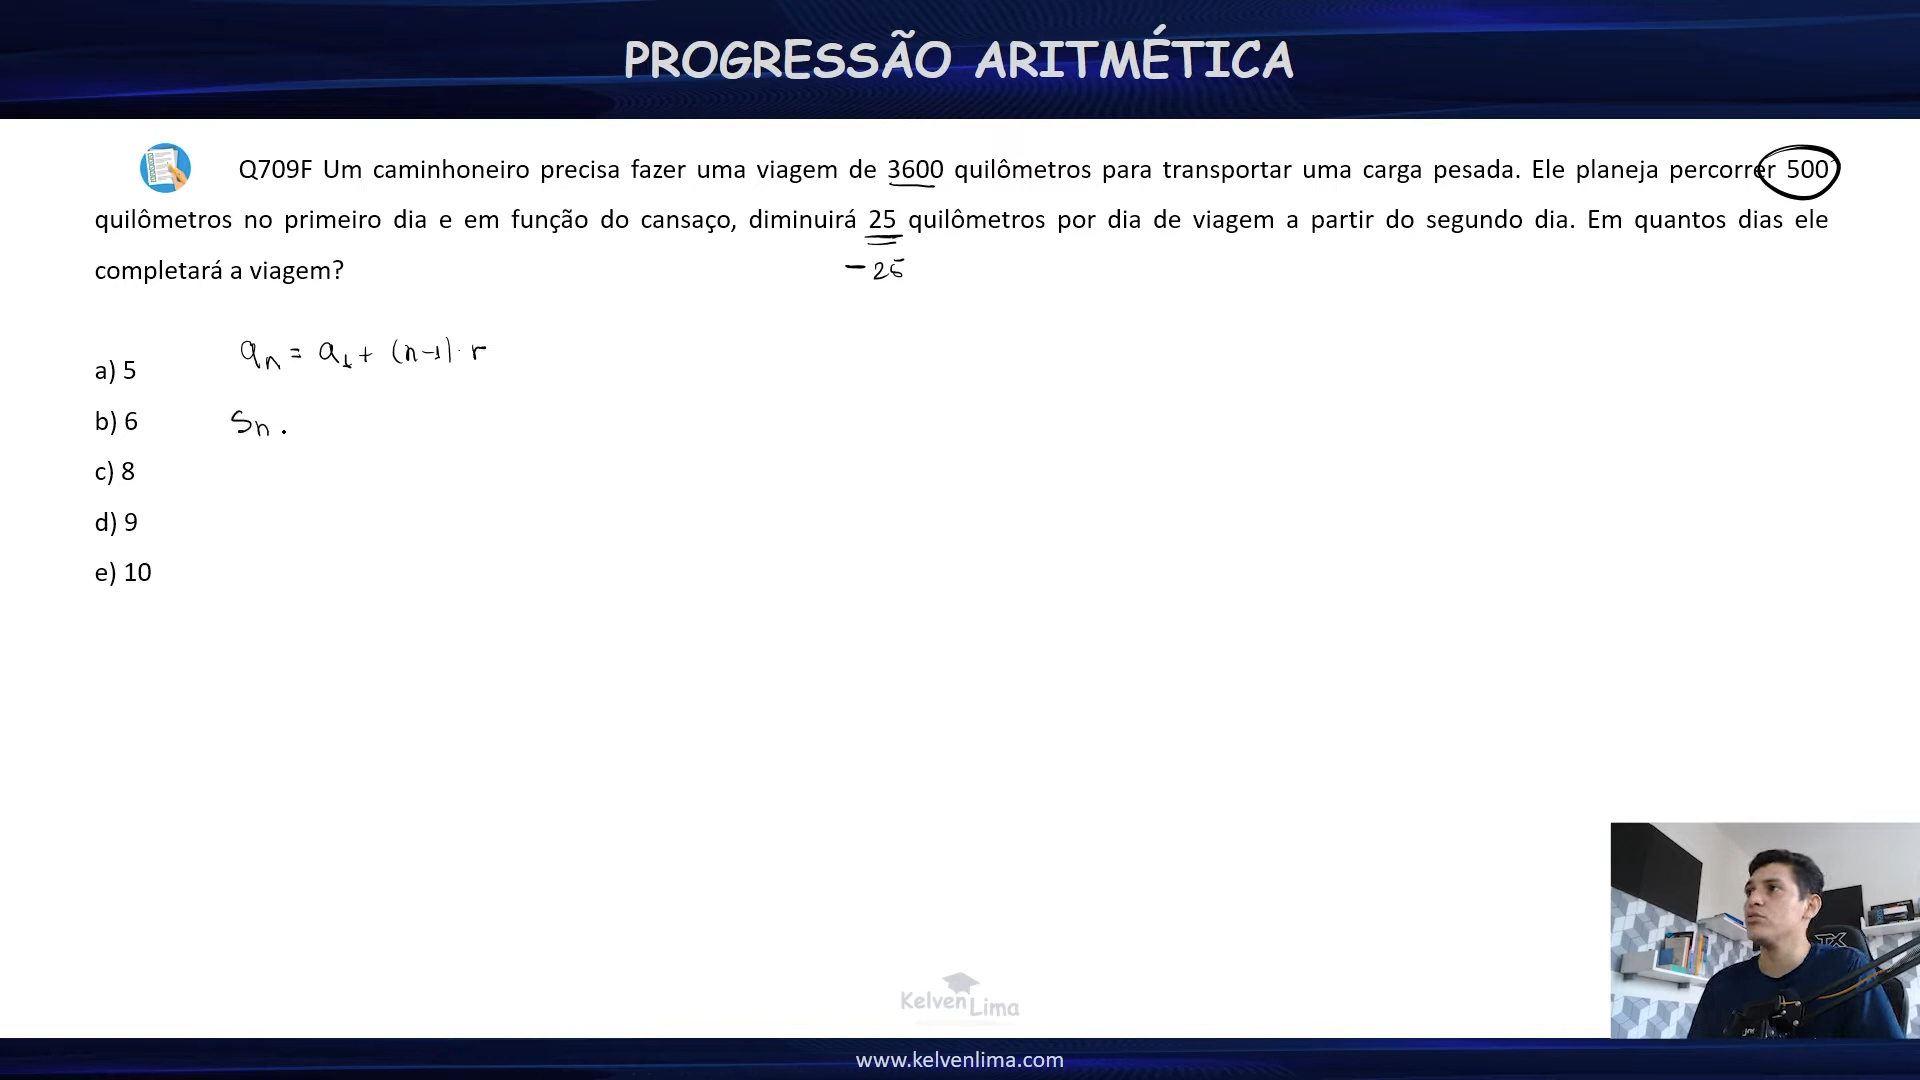 PROGRESSÃO ARITMÉTICA
Q709F Um caminhoneiro precisa fazer uma viagem de 3600 quilômetros para transportar uma carga pesada. Ele planeja percorrer 500
quilômetros no primeiro dia e em função do cansaço, diminuirá 25 quilômetros por dia de viagem a partir do segundo dia. Em quantos dias ele
completará a viagem?
- 25
an = a1 + (n-1) · r
a) 5
b) 6
Sn .
c) 8
d) 9
e) 10
TX
Kelven Lima
www.kelvenlima.com